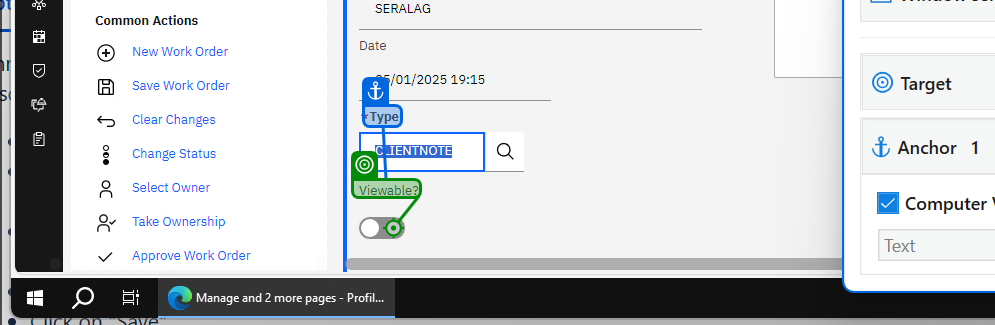 Common Actions
New Work Order
Save Work Order
Clear Changes
Change Status
Select Owner
Take Ownership
Approve Work Order
SERALAG
Date
05/01/2025 19:15
*Type
CLIENTNOTE
Viewable?
Target
Anchor 1
Computer
Text
Manage and 2 more pages - Profil...
Click on "Save"